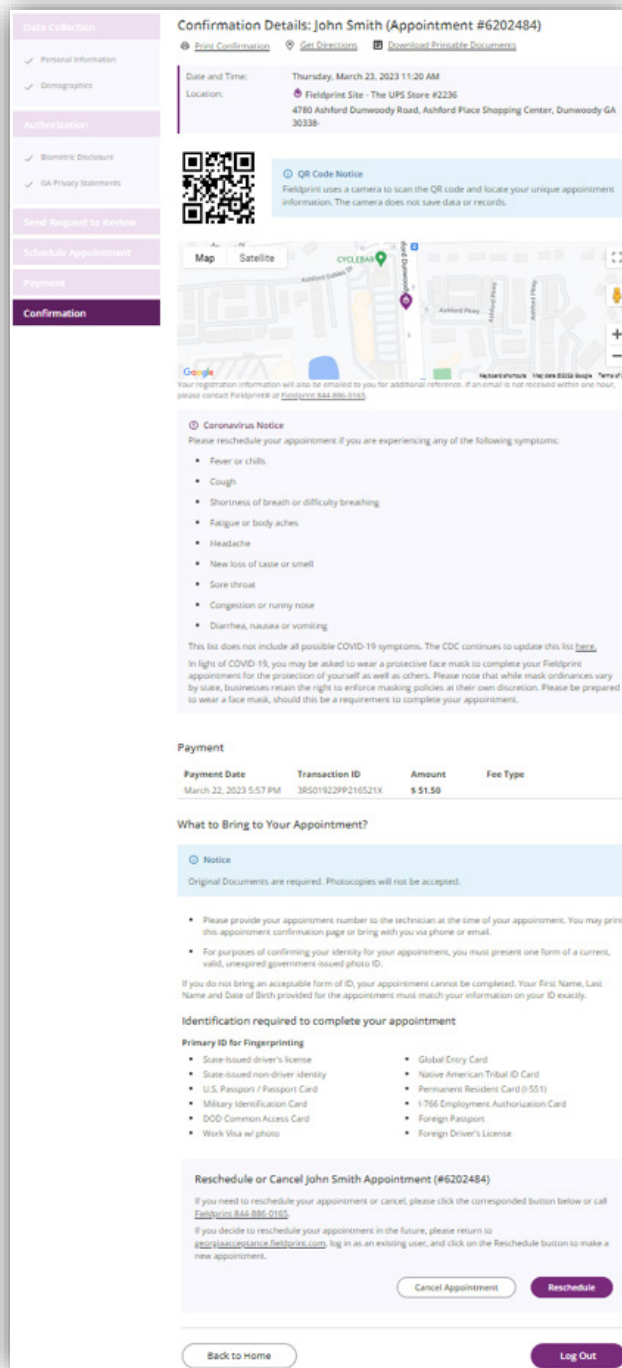 Data Collection
Personal Information
Demographics
Authorization
Biometric Disclosure
GA Privacy Statements
Send Request to Review
Schedule Appointment
Payment
Confirmation
Confirmation Details: John Smith (Appointment #6202484)
Print Confirmation Get Directions Download Printable Documents
Date and Time: Thursday, March 23, 2023 11:20 AM
Location: Fieldprint Site - The UPS Store #2236
4780 Ashford Dunwoody Road, Ashford Place Shopping Center, Dunwoody GA
30338-
QR Code Notice
Fieldprint uses a camera to scan the QR code and locate your unique appointment
information. The camera does not save data or records.
Map Satellite
CYCLEBAR
Ashford Gables Dr
Ashford Pkwy
Ashford Pkwy
Google
Keyboard shortcuts Map data ©2023 Google Terms of
Your registration information will also be emailed to you for additional reference. If an email is not received within one hour,
please contact Fieldprint® at Fieldprint 844-886-0165.
Coronavirus Notice
Please reschedule your appointment if you are experiencing any of the following symptoms:
Fever or chills
Cough
Shortness of breath or difficulty breathing
Fatigue or body aches
Headache
New loss of taste or smell
Sore throat
Congestion or runny nose
Diarrhea, nausea or vomiting
This list does not include all possible COVID-19 symptoms. The CDC continues to update this list here.
In light of COVID-19, you may be asked to wear a protective face mask to complete your Fieldprint
appointment for the protection of yourself as well as others. Please note that while mask ordinances vary
by state, businesses retain the right to enforce masking policies at their own discretion. Please be prepared
to wear a face mask, should this be a requirement to complete your appointment.
Payment
Payment Date Transaction ID Amount Fee Type
March 22, 2023 5:57 PM 3RS01922PP216521X $ 51.50
What to Bring to Your Appointment?
Notice
Original Documents are required. Photocopies will not be accepted.
Please provide your appointment number to the technician at the time of your appointment. You may print
this appointment confirmation page or bring with you via phone or email.
For purposes of confirming your identity for your appointment, you must present one form of a current,
valid, unexpired government-issued photo ID.
If you do not bring an acceptable form of ID, your appointment cannot be completed. Your First Name, Last
Name and Date of Birth provided for the appointment must match your information on your ID exactly.
Identification required to complete your appointment
Primary ID for Fingerprinting
State-Issued driver's license
State-issued non-driver identity
U.S. Passport / Passport Card
Military Identification Card
DOD Common Access Card
Work Visa w/ photo
Global Entry Card
Native American Tribal ID Card
Permanent Resident Card (I-551)
I-766 Employment Authorization Card
Foreign Passport
Foreign Driver's License
Reschedule or Cancel John Smith Appointment (#6202484)
If you need to reschedule your appointment or cancel, please click the corresponded button below or call
Fieldprint 844-886-0165.
If you decide to reschedule your appointment in the future, please return to
georgiaacceptance.fieldprint.com, log in as an existing user, and click on the Reschedule button to make a
new appointment.
Cancel Appointment Reschedule
Back to Home Log Out